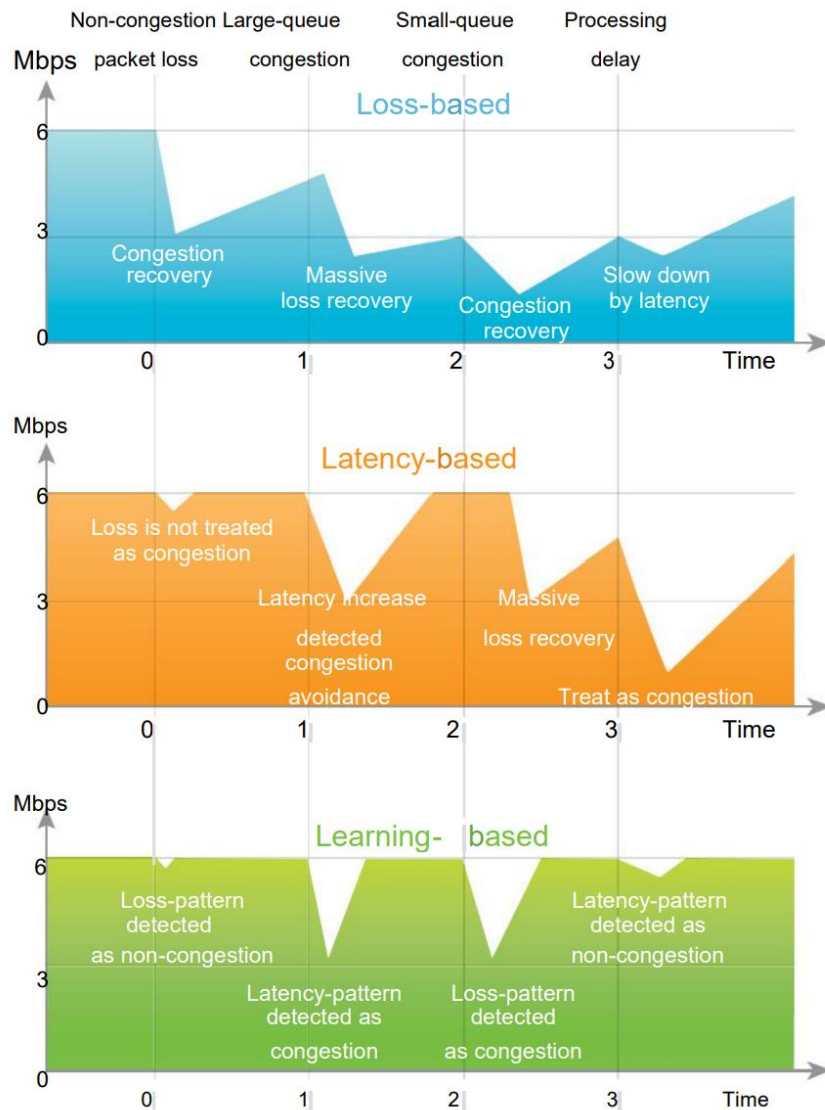 Non-congestion Large-queue Small-queue Processing
Mbps packet loss congestion congestion delay
Loss-based
6
3
Congestion
recovery
Massive
loss recovery
Congestion
recovery
Slow down
by latency
0
0 1 2 3 Time
Mbps
Latency-based
6
Loss is not treated
as congestion
3
Latency increase
detected
congestion
avoidance
Massive
loss recovery
Treat as congestion
0
0 1 2 3 Time
Mbps
Learning- based
6
Loss-pattern
detected
as non-congestion
Latency-pattern
detected as
non-congestion
3
Latency-pattern
detected as
congestion
Loss-pattern
detected
as congestion
0
0 1 2 3 Time